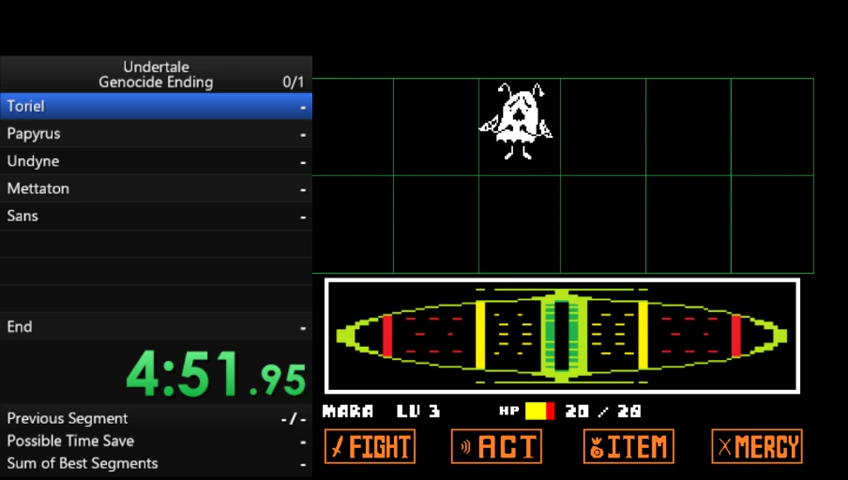 Undertale
Genocide Ending 0/1
Toriel -
Papyrus -
Undyne -
Mettaton -
Sans -
End -
4:51.95
Previous Segment -/-
Possible Time Save -
Sum of Best Segments -
MARA LV 3 HP 20 / 28
FIGHT ACT ITEM MERCY